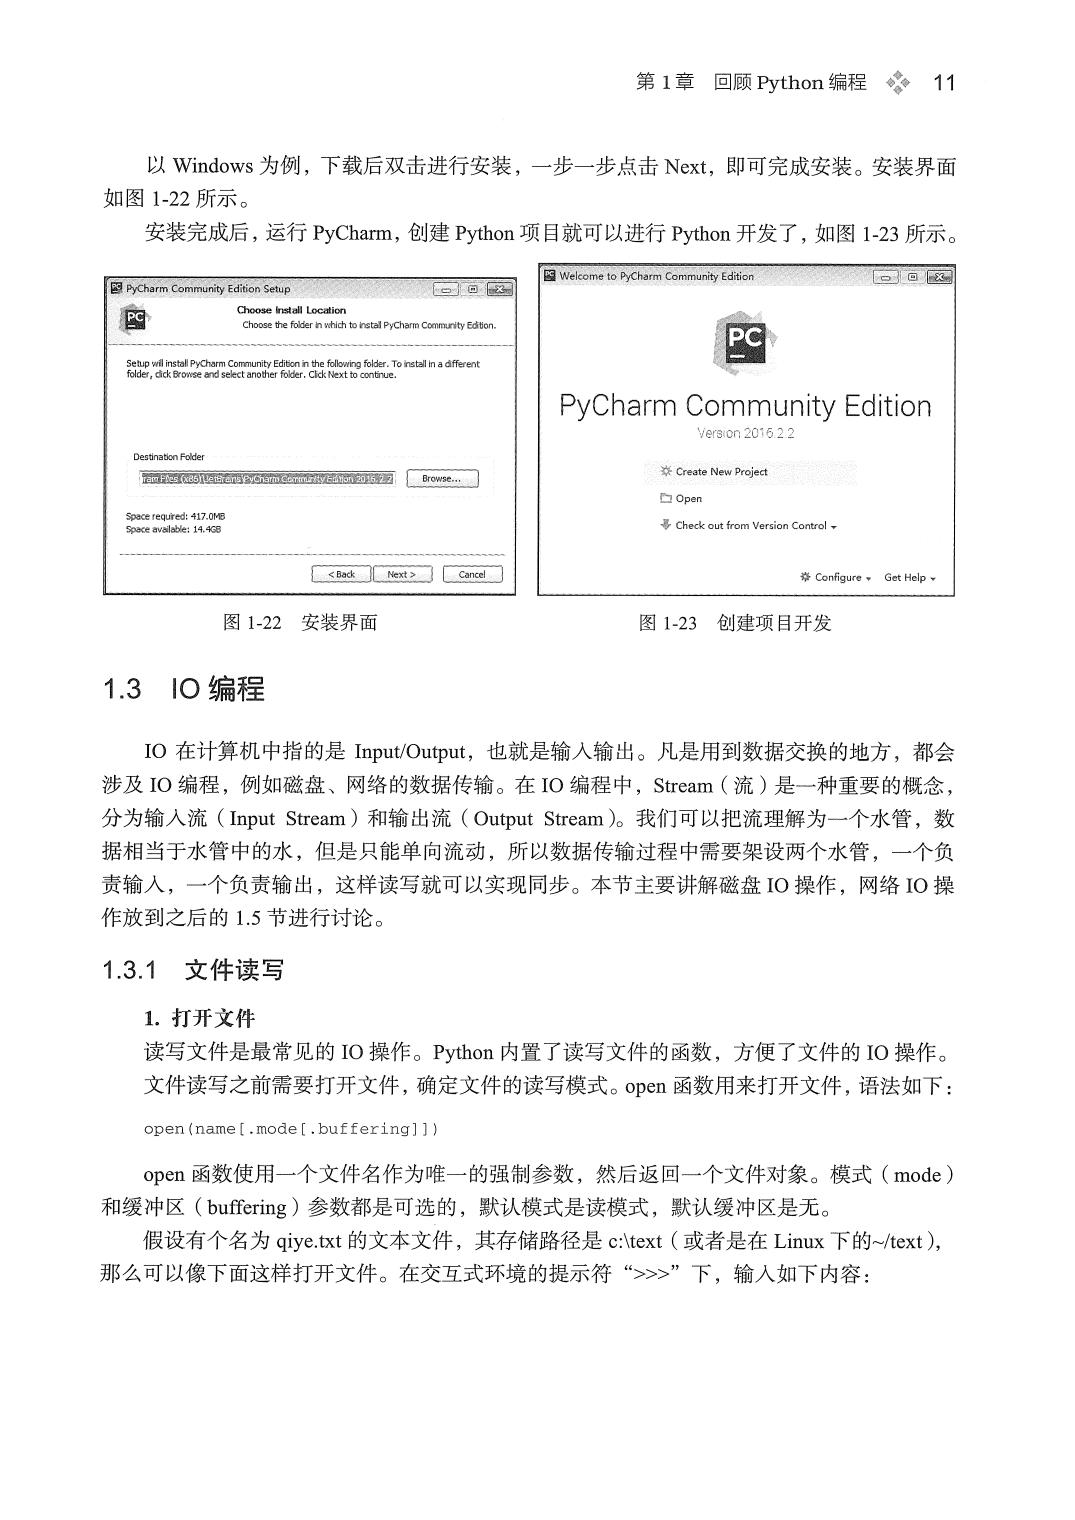 第 1 章 回顾 Python 编程 11
以 Windows 为例，下载后双击进行安装，一步一步点击 Next，即可完成安装。安装界面
如图 1-22 所示。
安装完成后，运行 PyCharm，创建 Python 项目就可以进行 Python 开发了，如图 1-23 所示。
PyCharm Community Edition Setup
Choose Install Location
Choose the folder in which to install PyCharm Community Edition.
Setup will install PyCharm Community Edition in the following folder. To install in a different
folder, click Browse and select another folder. Click Next to continue.
Destination Folder
ram Files (x86)\JetBrains\PyCharm Community Edition 2016.2.2
Browse...
Space required: 417.0MB
Space available: 14.4GB
< Back Next > Cancel
图 1-22 安装界面
Welcome to PyCharm Community Edition
PC
PyCharm Community Edition
Version 2016.2.2
Create New Project
Open
Check out from Version Control
Configure Get Help
图 1-23 创建项目开发
1.3 IO 编程
IO 在计算机中指的是 Input/Output，也就是输入输出。凡是用到数据交换的地方，都会
涉及 IO 编程，例如磁盘、网络的数据传输。在 IO 编程中，Stream（流）是一种重要的概念，
分为输入流（Input Stream）和输出流（Output Stream）。我们可以把流理解为一个水管，数
据相当于水管中的水，但是只能单向流动，所以数据传输过程中需要架设两个水管，一个负
责输入，一个负责输出，这样读写就可以实现同步。本节主要讲解磁盘 IO 操作，网络 IO 操
作放到之后的 1.5 节进行讨论。
1.3.1 文件读写
1. 打开文件
读写文件是最常见的 IO 操作。Python 内置了读写文件的函数，方便了文件的 IO 操作。
文件读写之前需要打开文件，确定文件的读写模式。open 函数用来打开文件，语法如下：
open(name[.mode[.buffering]])
open 函数使用一个文件名作为唯一的强制参数，然后返回一个文件对象。模式（mode）
和缓冲区（buffering）参数都是可选的，默认模式是读模式，默认缓冲区是无。
假设有个名为 qiye.txt 的文本文件，其存储路径是 c:\text（或者是在 Linux 下的~/text），
那么可以像下面这样打开文件。在交互式环境的提示符“>>>”下，输入如下内容：